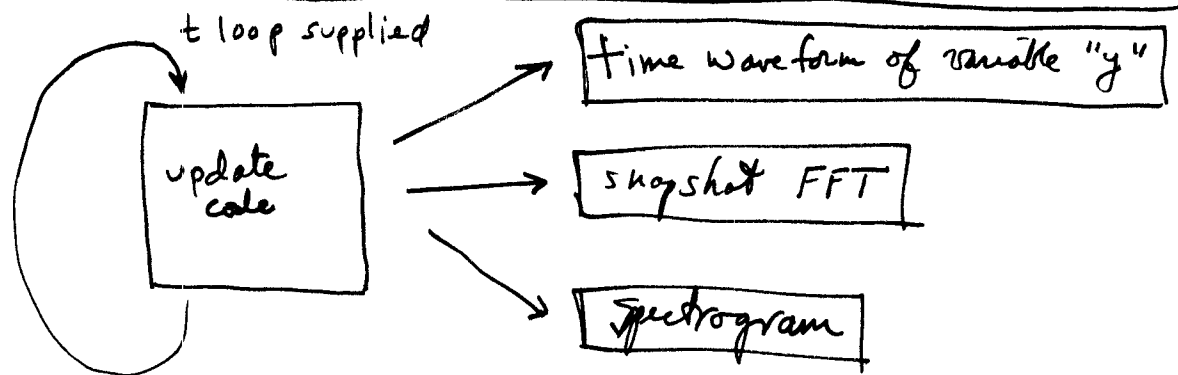 t loop supplied
time waveform of variable "y"
update
code
snapshot FFT
Spectrogram